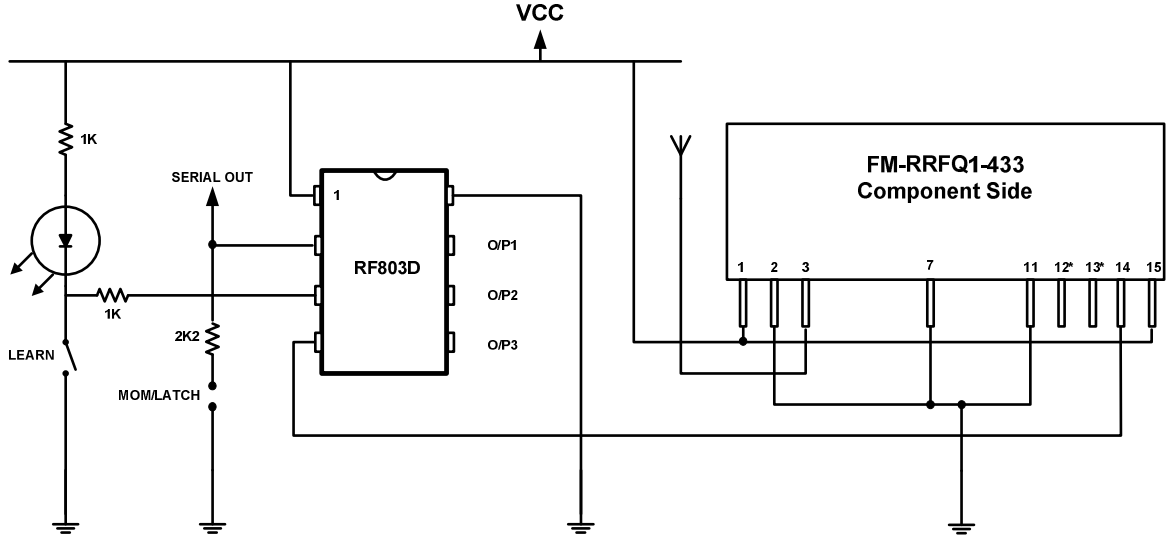 VCC
1K
SERIAL OUT
1
RF803D
O/P1
O/P2
O/P3
1K
2K2
LEARN
MOM/LATCH
FM-RRFQ1-433
Component Side
1 2 3 7 11 12* 13* 14 15